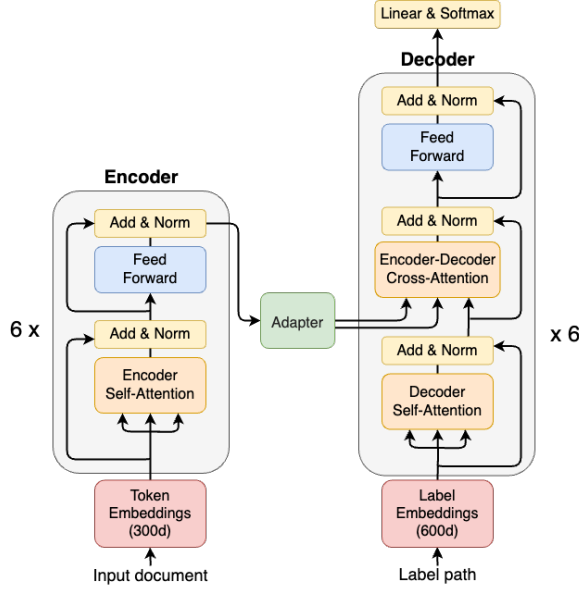 Linear & Softmax
Decoder
Add & Norm
Feed
Forward
Add & Norm
Encoder-Decoder
Cross-Attention
Add & Norm
Decoder
Self-Attention
x 6
Label
Embeddings
(600d)
Label path
Encoder
Add & Norm
Feed
Forward
6 x
Add & Norm
Encoder
Self-Attention
Token
Embeddings
(300d)
Input document
Adapter